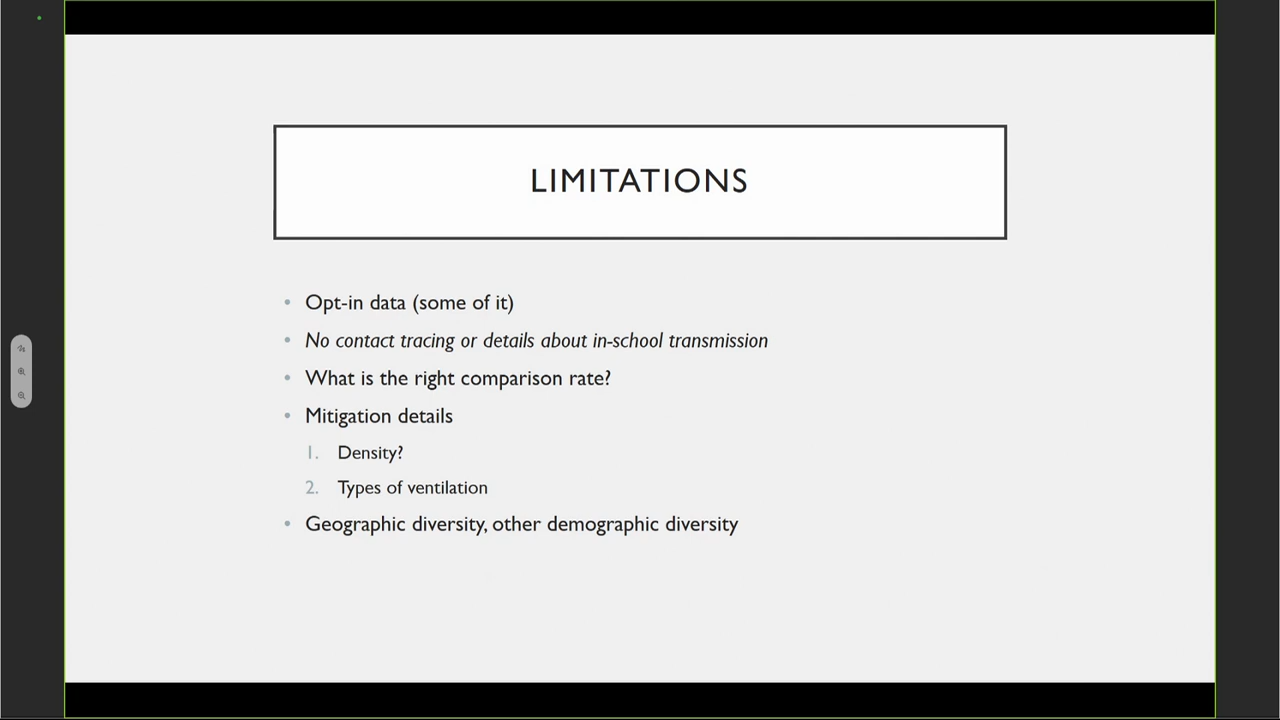 LIMITATIONS
• Opt-in data (some of it)
• No contact tracing or details about in-school transmission
• What is the right comparison rate?
• Mitigation details
1. Density?
2. Types of ventilation
• Geographic diversity, other demographic diversity